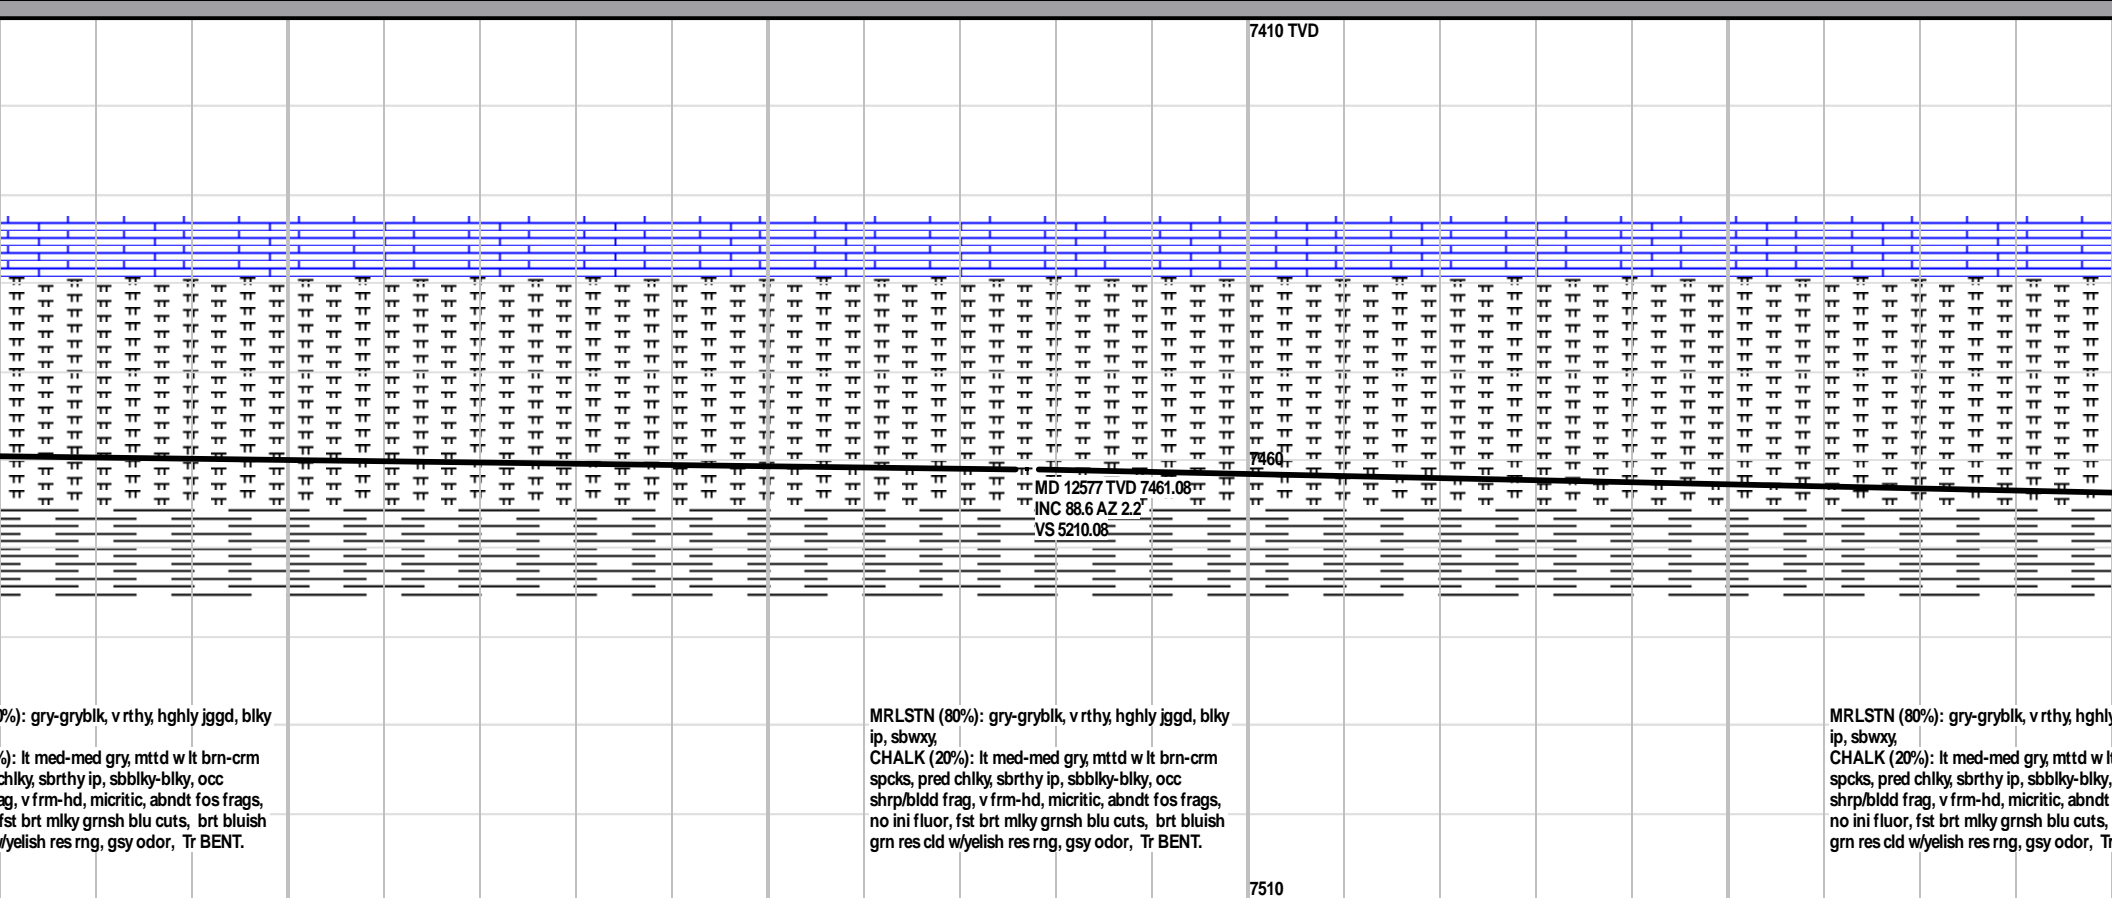 7410 TVD
7460
MD 12577 TVD 7461.08
INC 88.6 AZ 2.2
VS 5210.08
%): gry-gryblk, v rthy, hghly jggd, blky
%): lt med-med gry, mttd w lt brn-crm
chlky, sbrthy ip, sbblky-blky, occ
ag, v frm-hd, micritic, abndt fos frags,
fst brt mlky grnsh blu cuts, brt bluish
w/yelish res rng, gsy odor, Tr BENT.
MRLSTN (80%): gry-gryblk, v rthy, hghly jggd, blky
ip, sbwxy,
CHALK (20%): lt med-med gry, mttd w lt brn-crm
spcks, pred chlky, sbrthy ip, sbblky-blky, occ
shrp/bldd frag, v frm-hd, micritic, abndt fos frags,
no ini fluor, fst brt mlky grnsh blu cuts, brt bluish
grn res cld w/yelish res rng, gsy odor, Tr BENT.
MRLSTN (80%): gry-gryblk, v rthy, hghly
ip, sbwxy,
CHALK (20%): lt med-med gry, mttd w lt
spcks, pred chlky, sbrthy ip, sbblky-blky,
shrp/bldd frag, v frm-hd, micritic, abndt
no ini fluor, fst brt mlky grnsh blu cuts,
grn res cld w/yelish res rng, gsy odor, Tr
7510